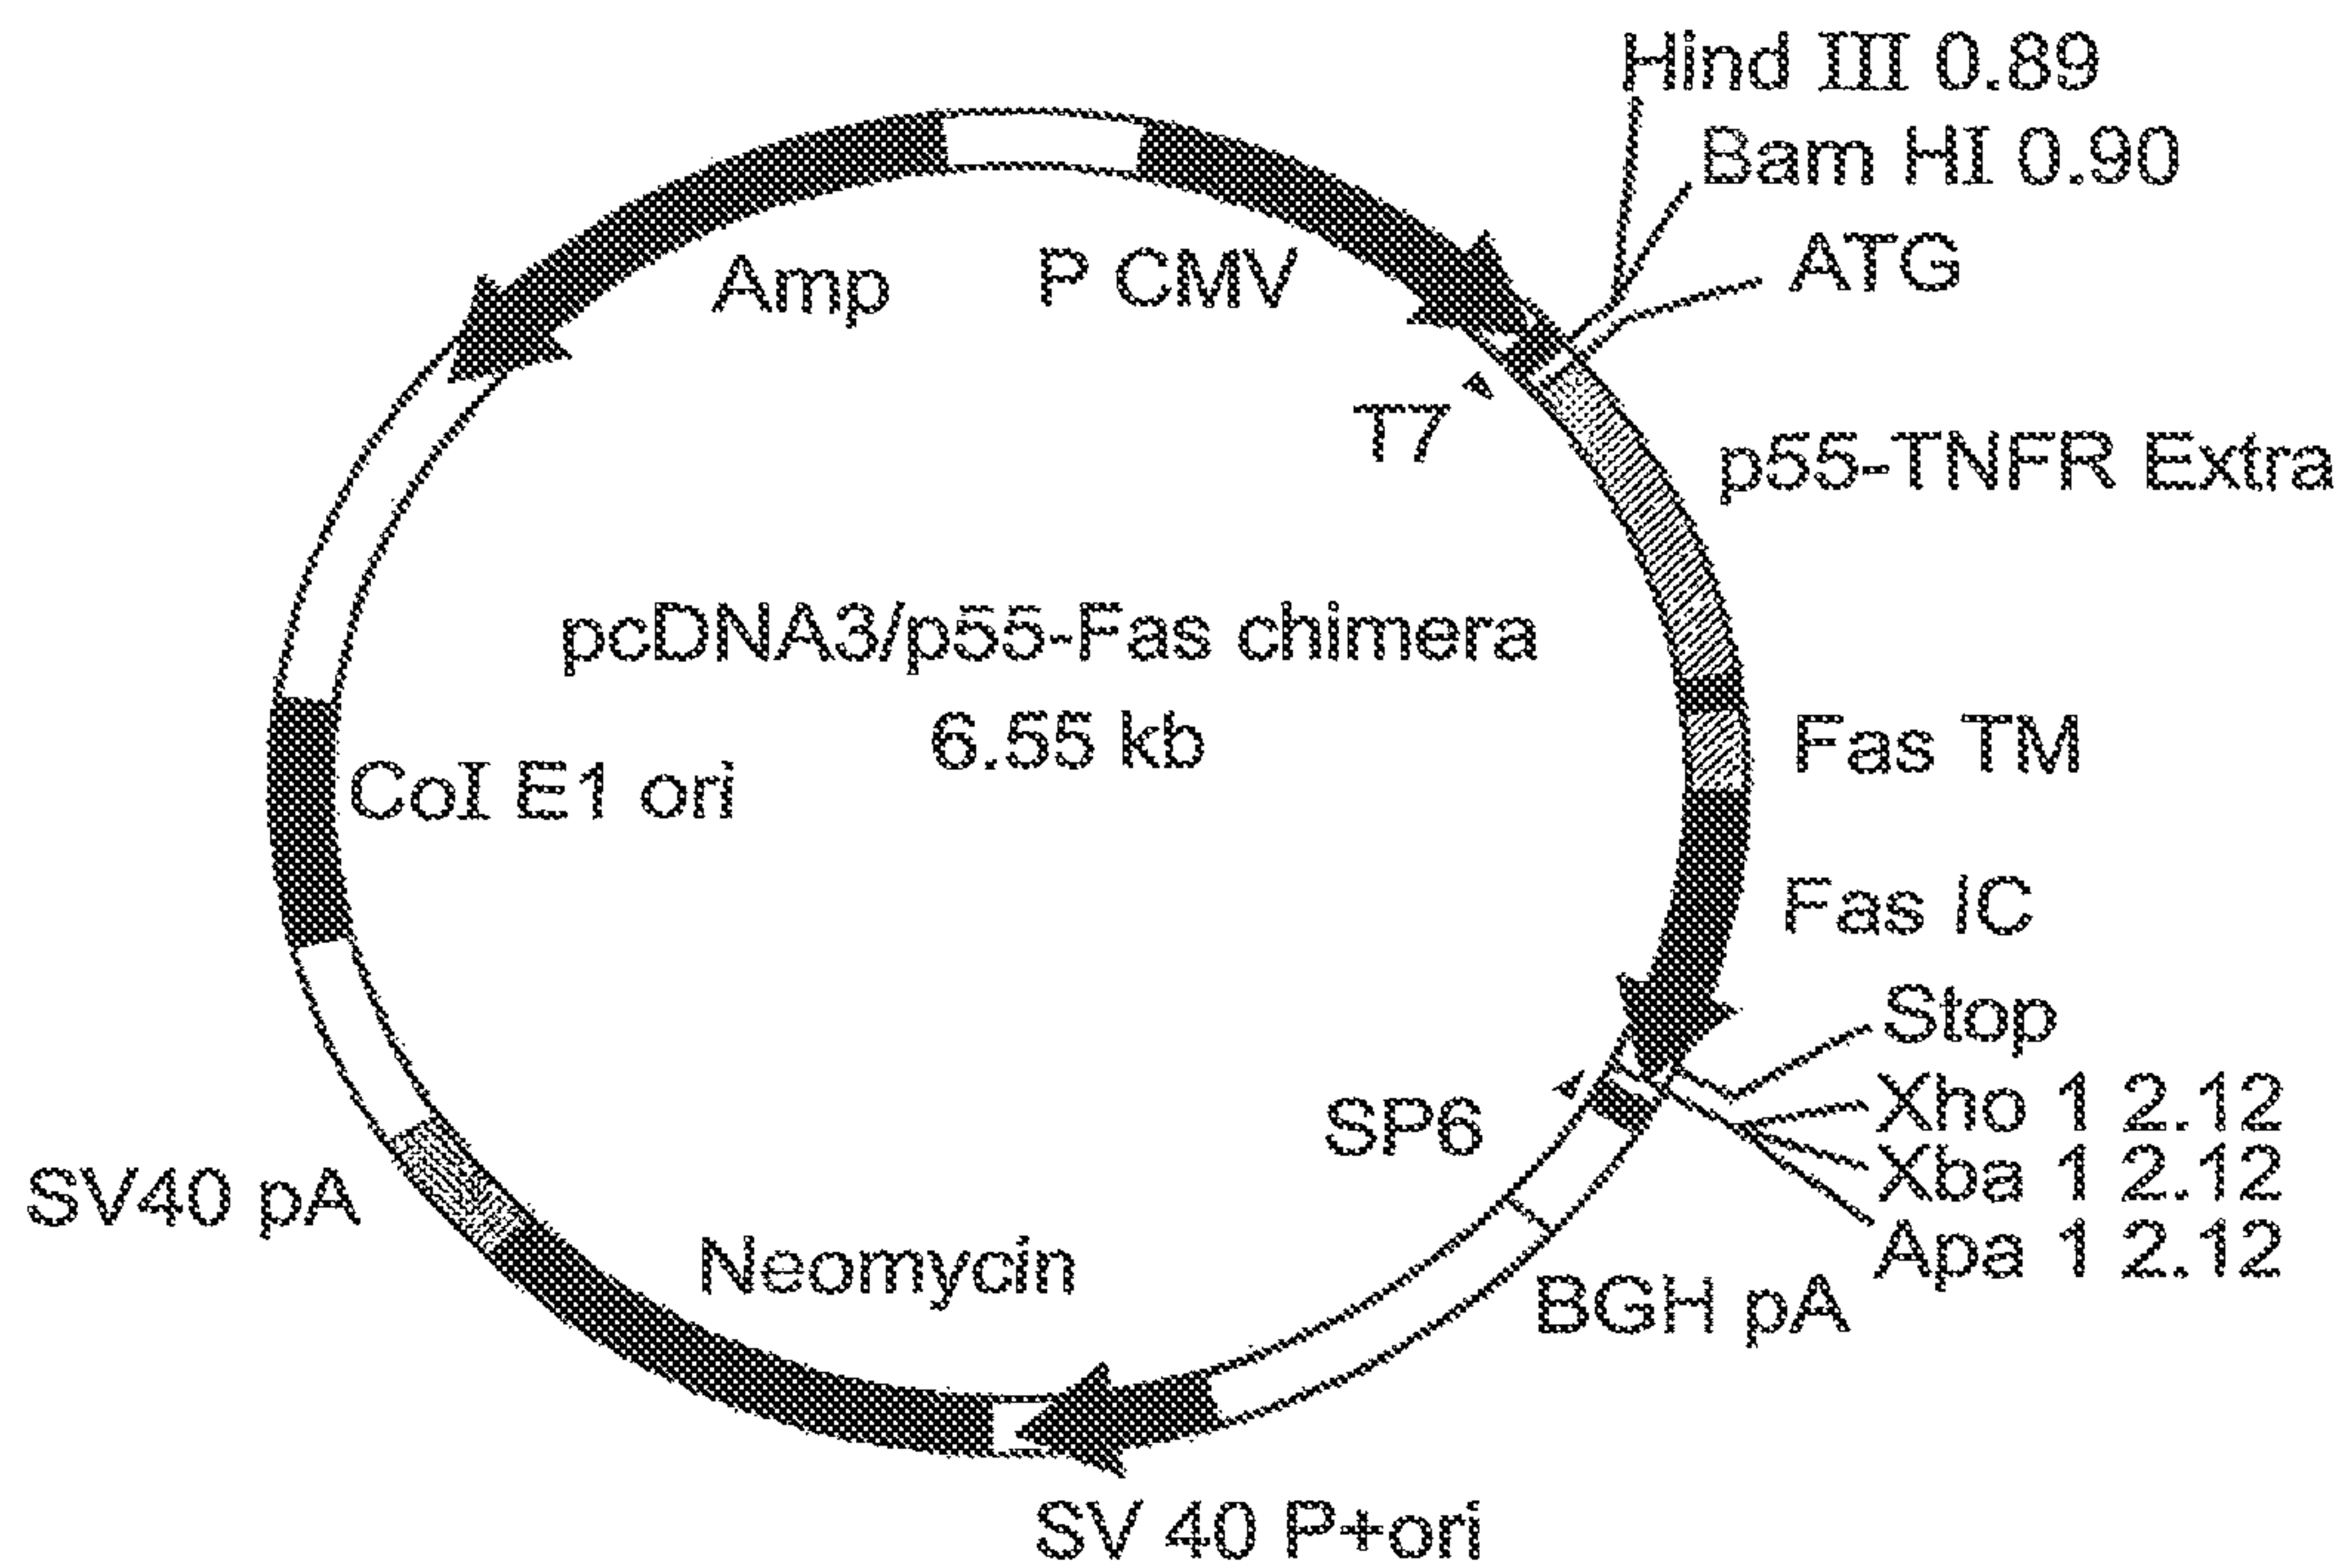 Hind III 0.89
Bam HI 0.90
ATG
Amp
P CMV
T7
p55-TNFR Extra
pcDNA3/p55-Fas chimera
6.55 kb
Fas TM
CoI E1 ori
Fas IC
Stop
Xho 1 2.12
SP6
Xba 1 2.12
Apa 1 2.12
SV40 pA
Neomycin
BGH pA
SV 40 P+ori